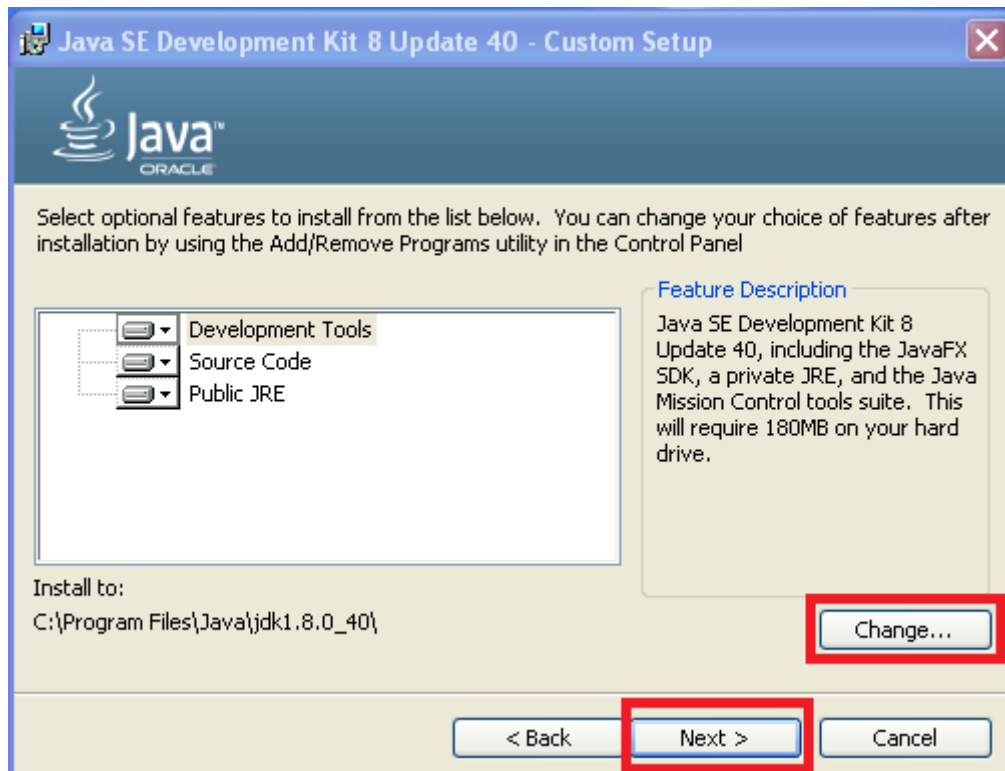 Java SE Development Kit 8 Update 40 - Custom Setup
Java™
ORACLE
Select optional features to install from the list below.  You can change your choice of features after
installation by using the Add/Remove Programs utility in the Control Panel
Development Tools
Source Code
Public JRE
Feature Description
Java SE Development Kit 8
Update 40, including the JavaFX
SDK, a private JRE, and the Java
Mission Control tools suite.  This
will require 180MB on your hard
drive.
Install to:
C:\Program Files\Java\jdk1.8.0_40\
Change...
< Back
Next >
Cancel